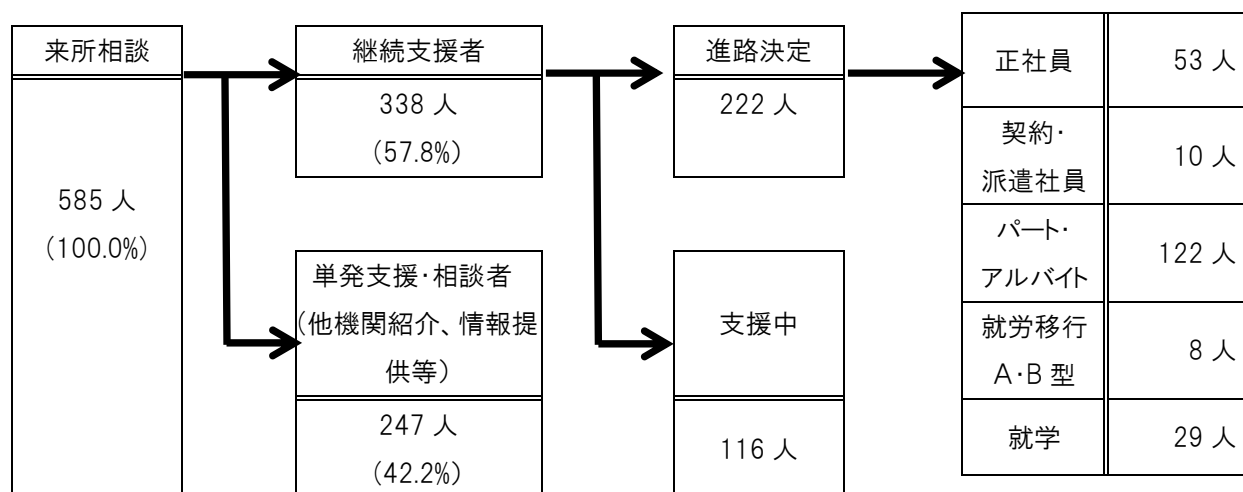 来所相談
585 人
(100.0%)
継続支援者
338 人
(57.8%)
単発支援・相談者
(他機関紹介、情報提
供等)
247 人
(42.2%)
進路決定
222 人
支援中
116 人
正社員
53 人
契約・
派遣社員
10 人
パート・
アルバイト
122 人
就労移行
A・B 型
8 人
就学
29 人